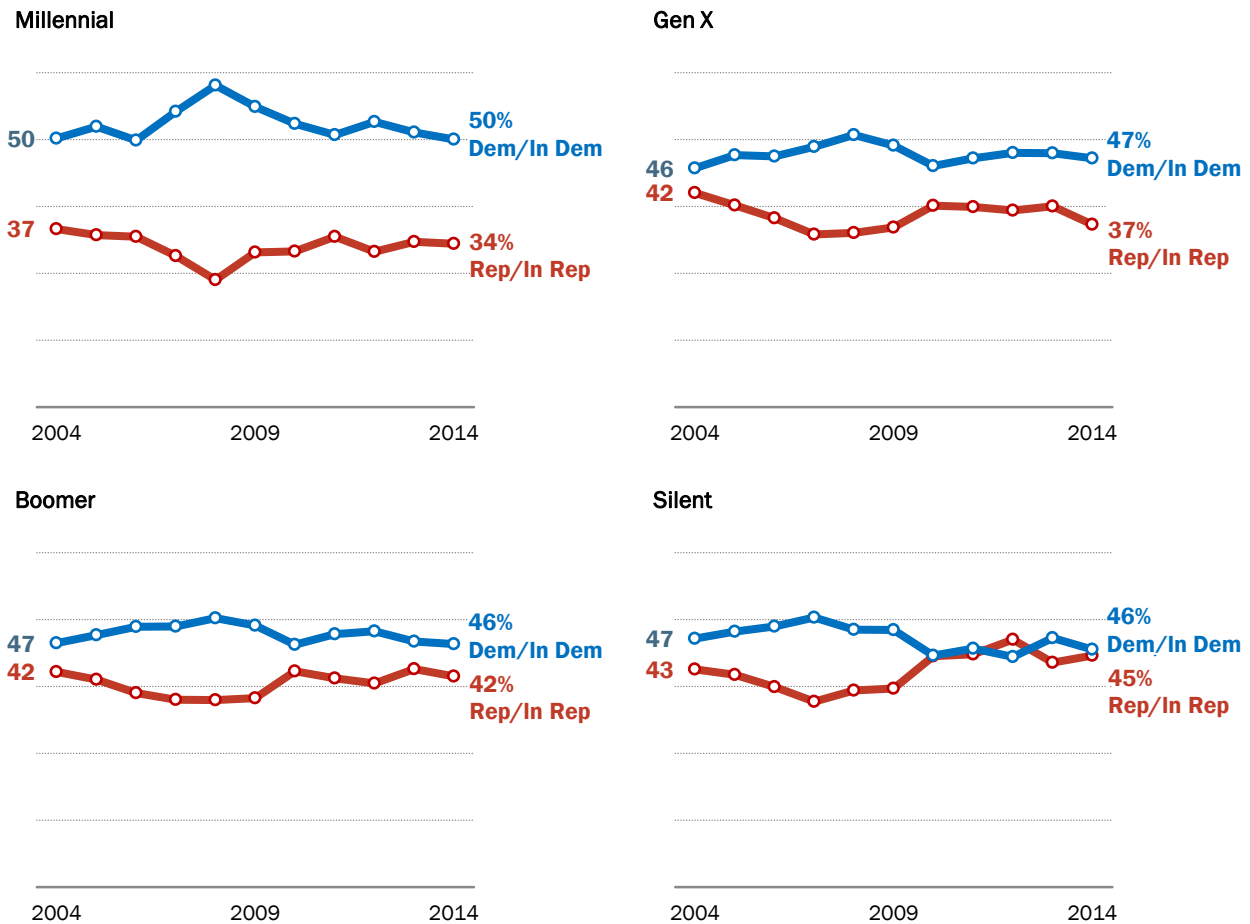 Millennial
50
37
50%
Dem/In Dem
34%
Rep/In Rep
2004 2009 2014
Gen X
46
42
47%
Dem/In Dem
37%
Rep/In Rep
2004 2009 2014
Boomer
47
42
46%
Dem/In Dem
42%
Rep/In Rep
2004 2009 2014
Silent
47
43
46%
Dem/In Dem
45%
Rep/In Rep
2004 2009 2014